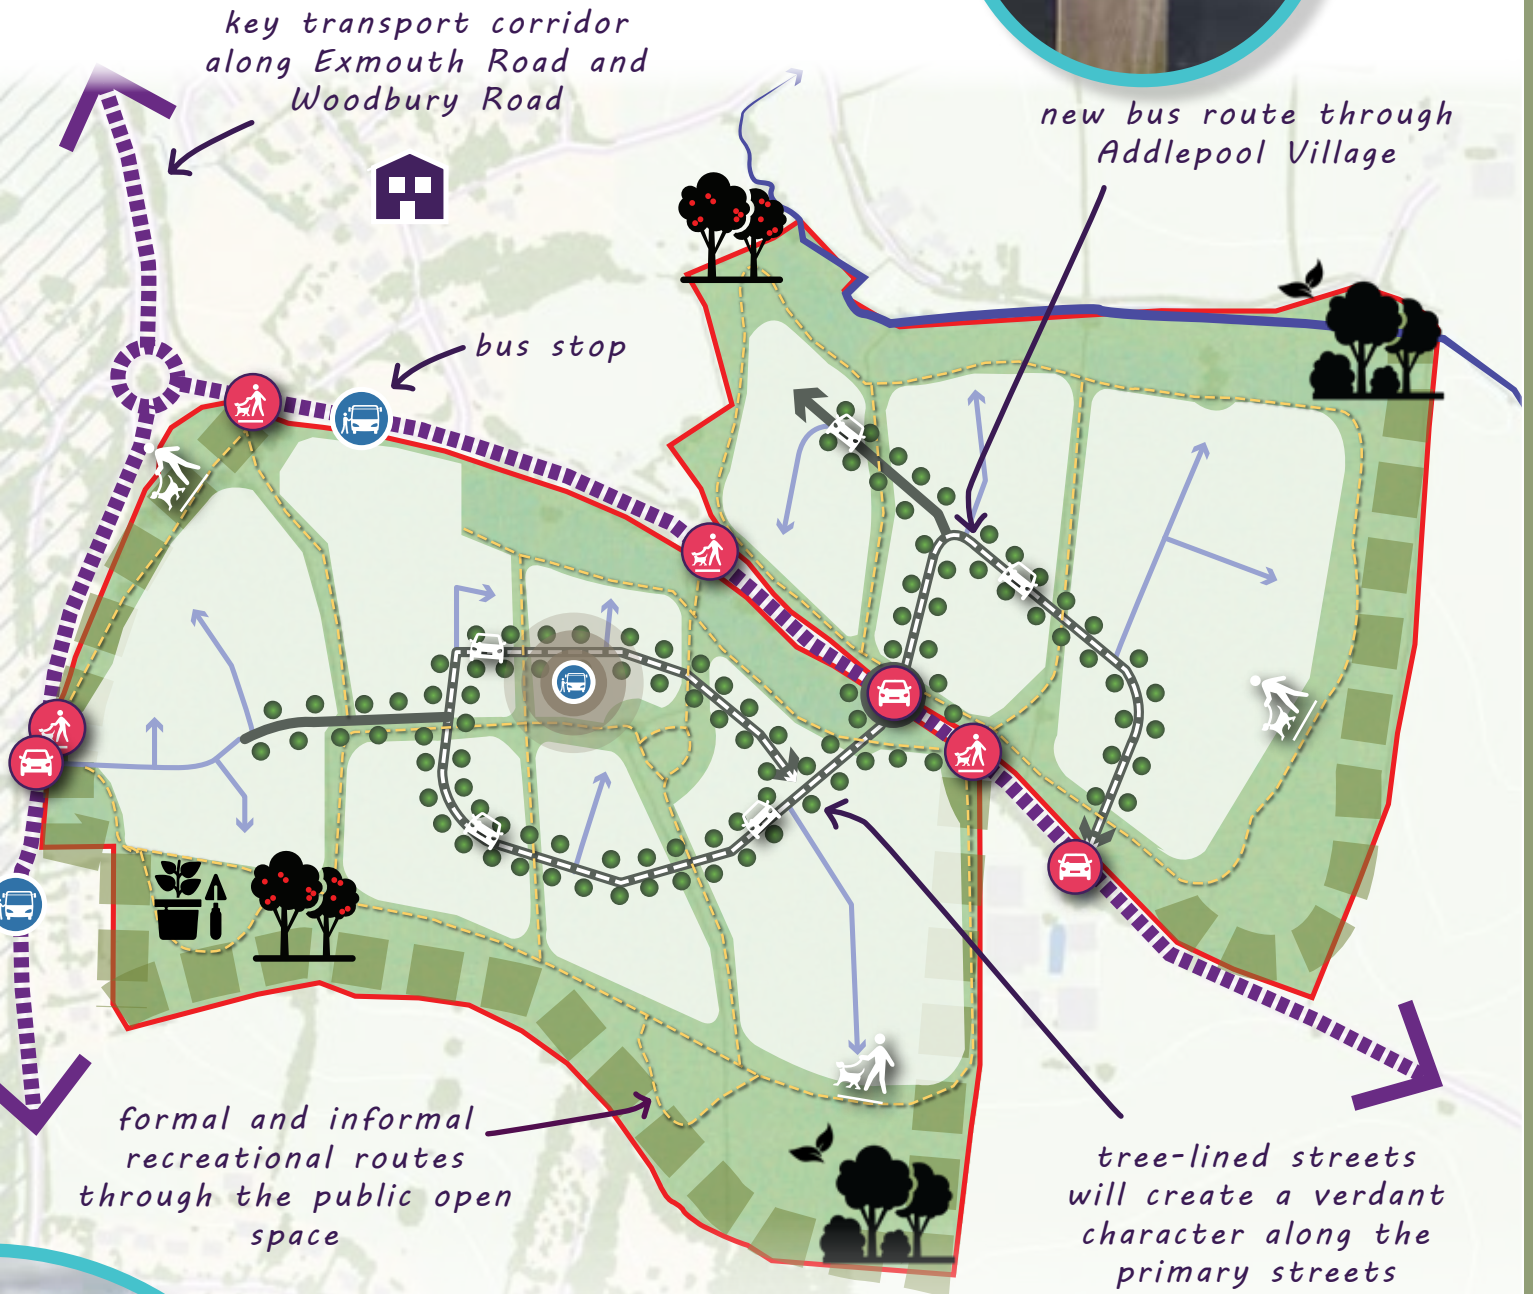 key transport corridor
along Exmouth Road and
Woodbury Road
new bus route through
Addlepool Village
bus stop
formal and informal
recreational routes
through the public open
space
tree-lined streets
will create a verdant
character along the
primary streets